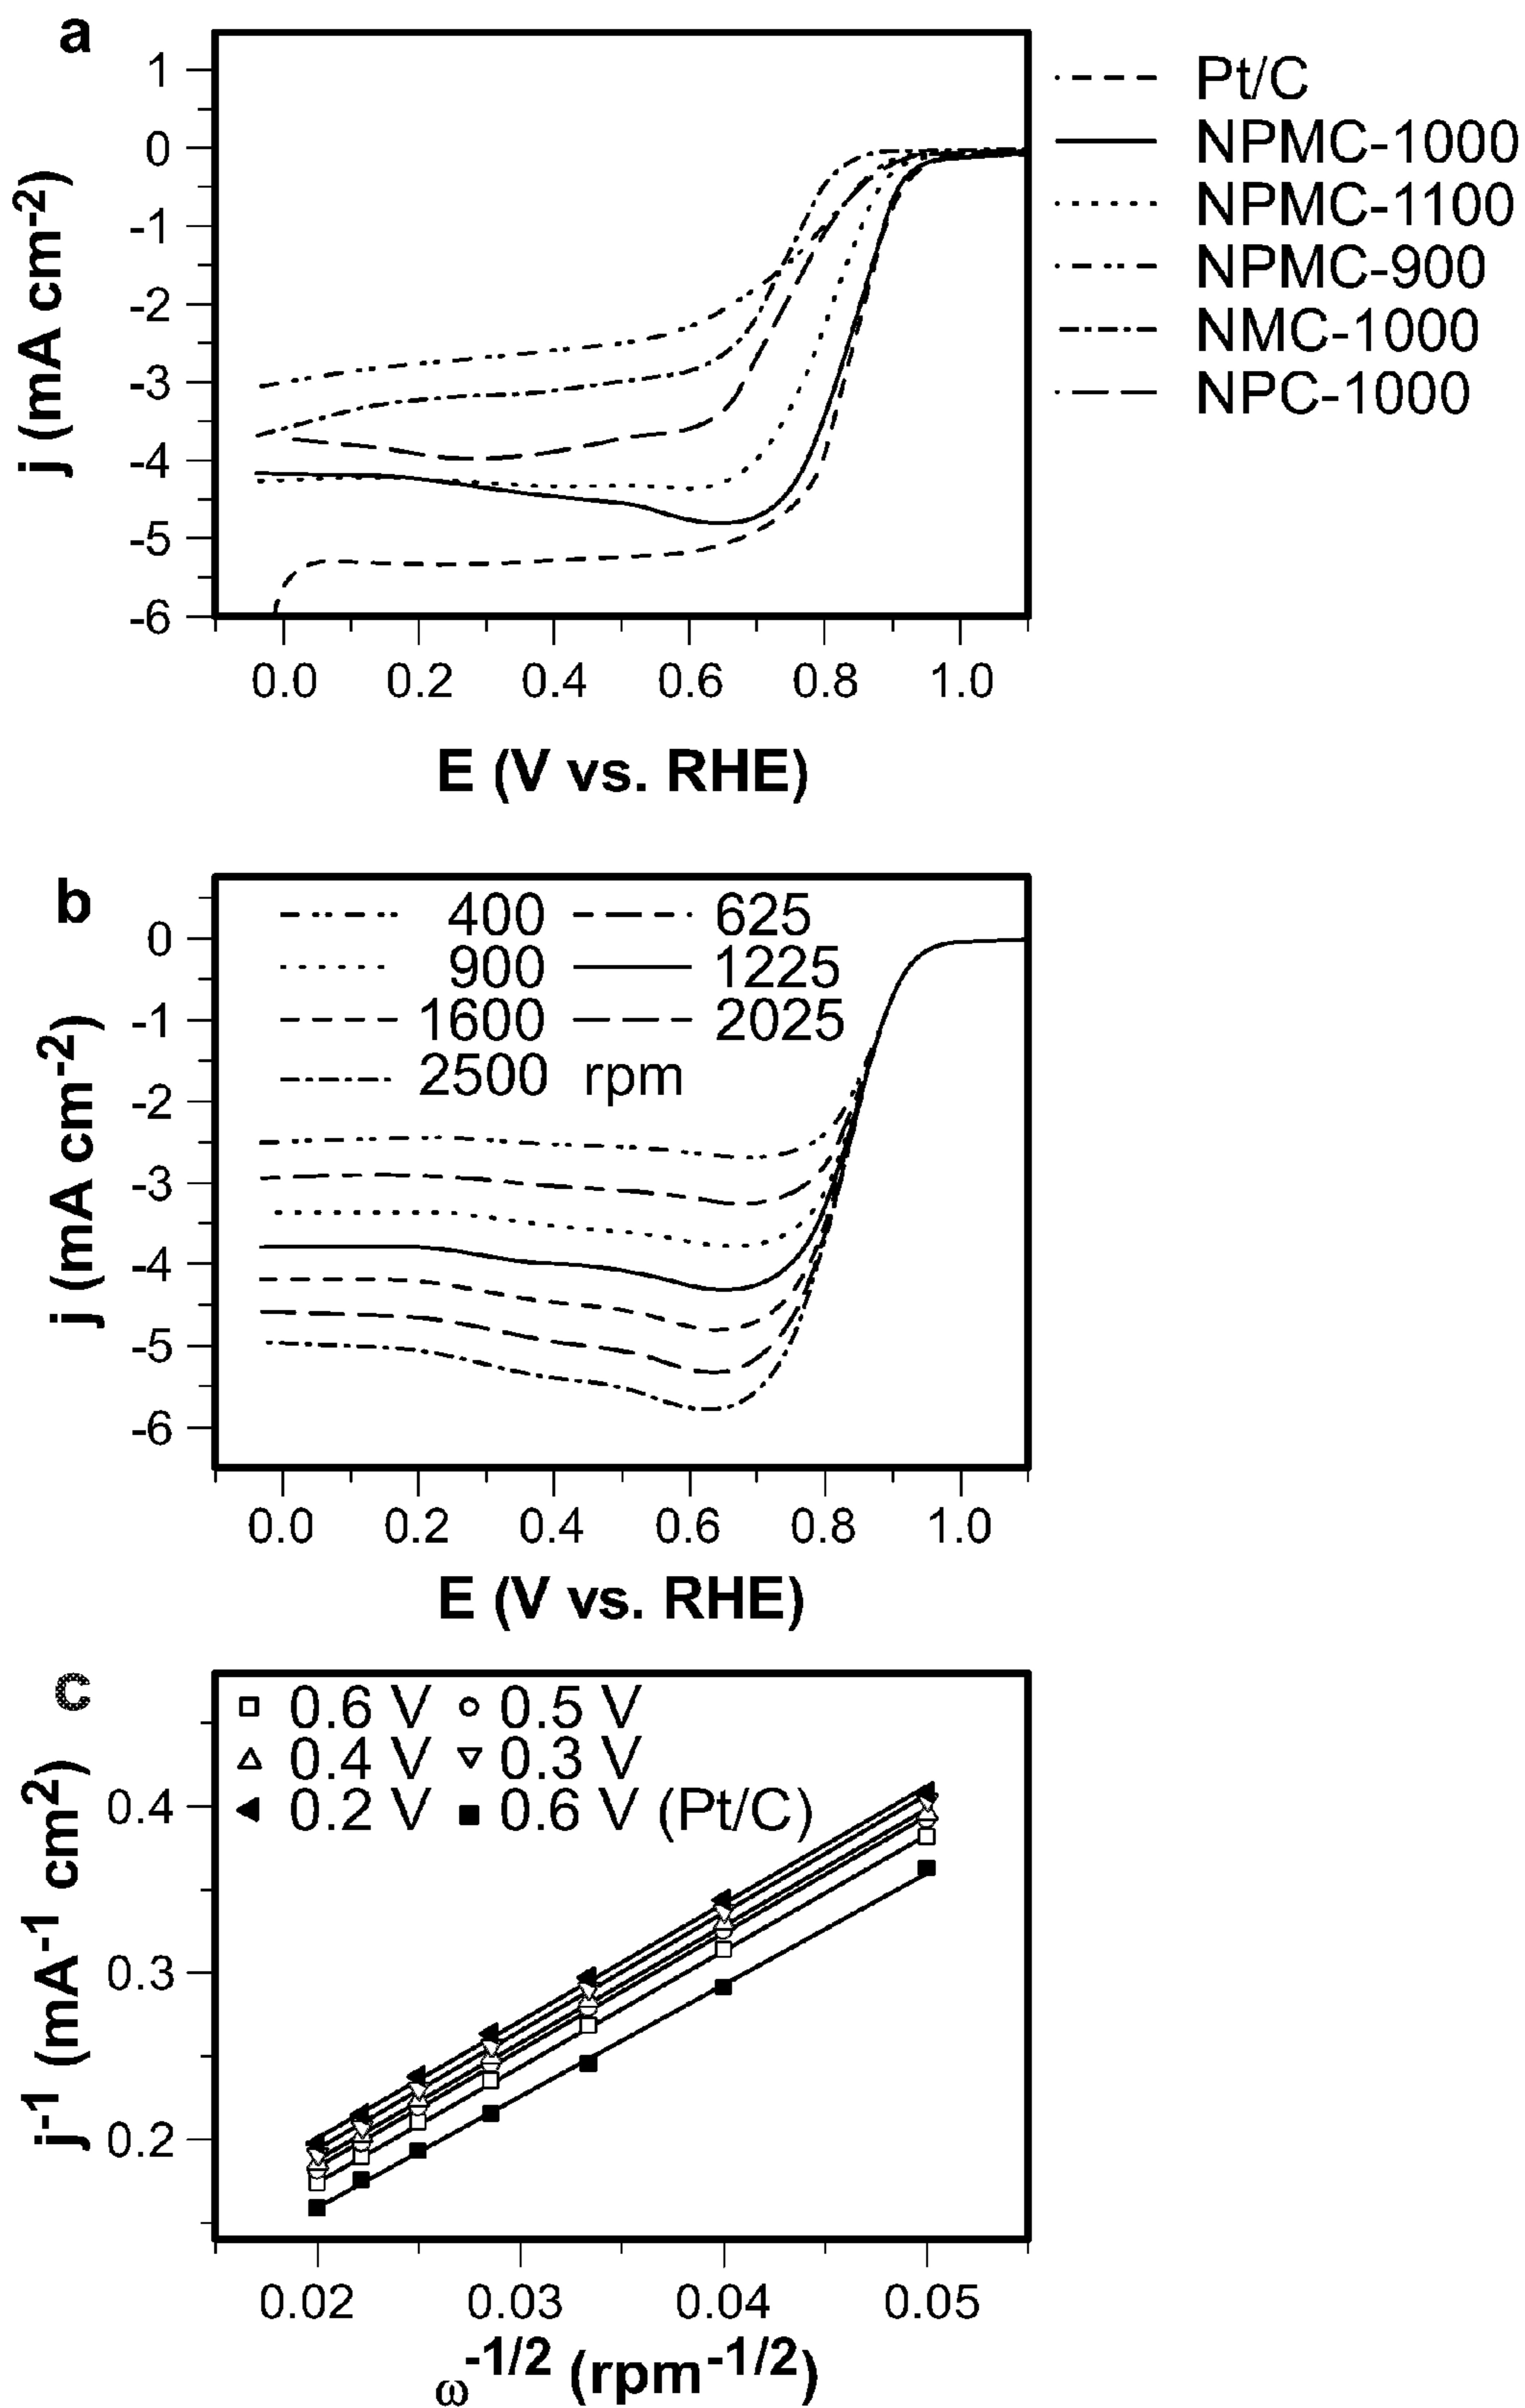 a
1
0
-1
-2
-3
-4
-5
-6
j (mA cm-2)
0.0 0.2 0.4 0.6 0.8 1.0
E (V vs. RHE)
Pt/C
NPMC-1000
NPMC-1100
NPMC-900
NMC-1000
NPC-1000
b
400 625
900 1225
1600 2025
2500 rpm
0
-1
-2
-3
-4
-5
-6
j (mA cm-2)
0.0 0.2 0.4 0.6 0.8 1.0
E (V vs. RHE)
c
0.6 V 0.5 V
0.4 V 0.3 V
0.2 V 0.6 V (Pt/C)
0.4
0.3
0.2
j-1 (mA-1 cm2)
0.02 0.03 0.04 0.05
ω-1/2 (rpm-1/2)